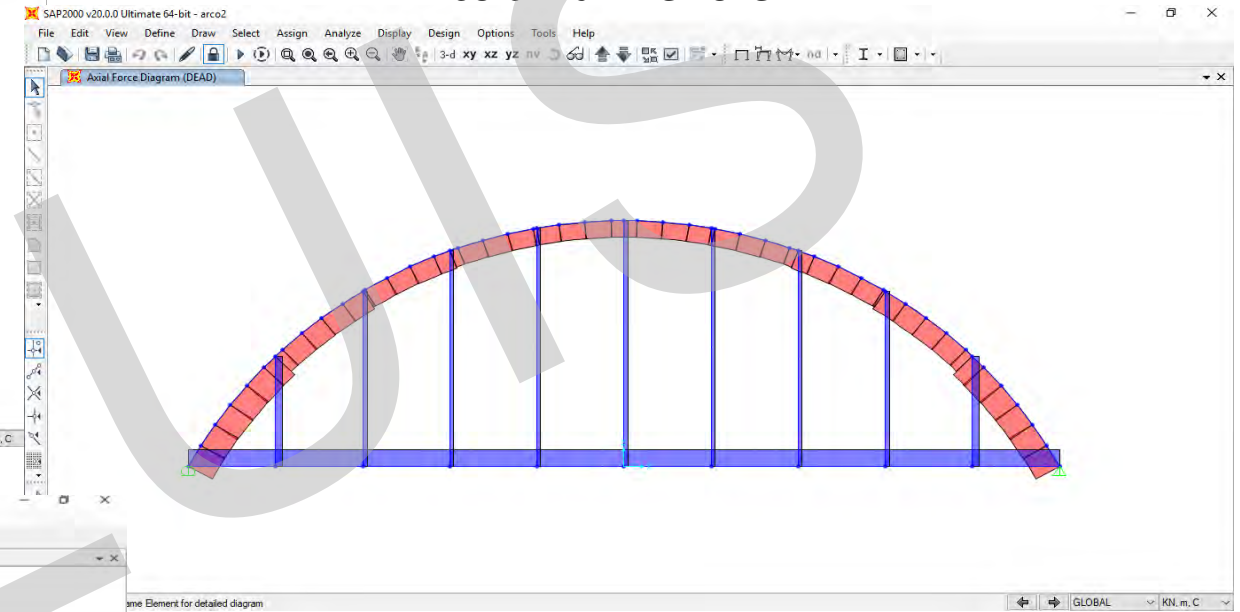 SAP2000 v20.0.0 Ultimate 64-bit - arco2
File Edit View Define Draw Select Assign Analyze Display Design Options Tools Help
3-d xy xz yz nv
nd
Axial Force Diagram (DEAD)
, C
ame Element for detailed diagram
GLOBAL
KN, m, C